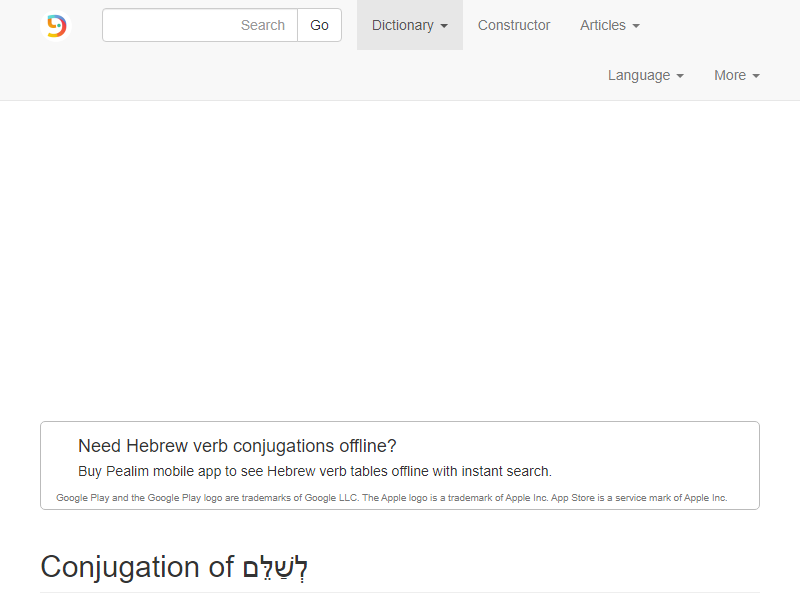 Search Go Dictionary Constructor Articles
Language More
Need Hebrew verb conjugations offline?
Buy Pealim mobile app to see Hebrew verb tables offline with instant search.
Google Play and the Google Play logo are trademarks of Google LLC. The Apple logo is a trademark of Apple Inc. App Store is a service mark of Apple Inc.
Conjugation of לְשַׁלֵּם